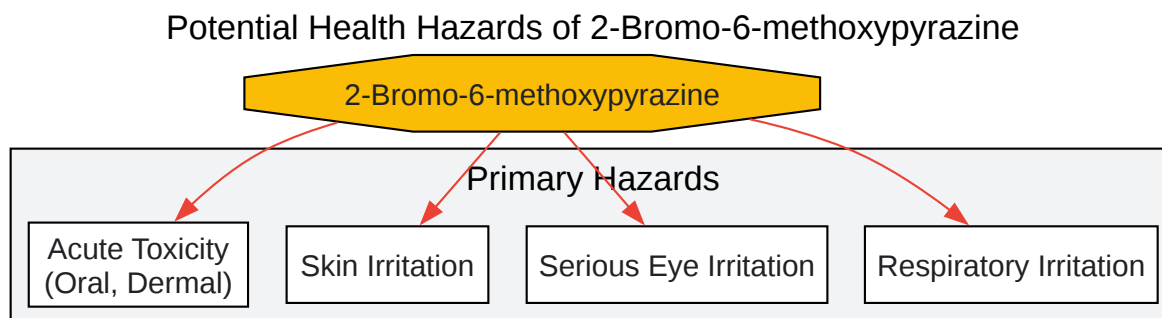 Potential Health Hazards of 2-Bromo-6-methoxypyrazine
2-Bromo-6-methoxypyrazine
Primary Hazards
Acute Toxicity
(Oral, Dermal)
Skin Irritation
Serious Eye Irritation
Respiratory Irritation